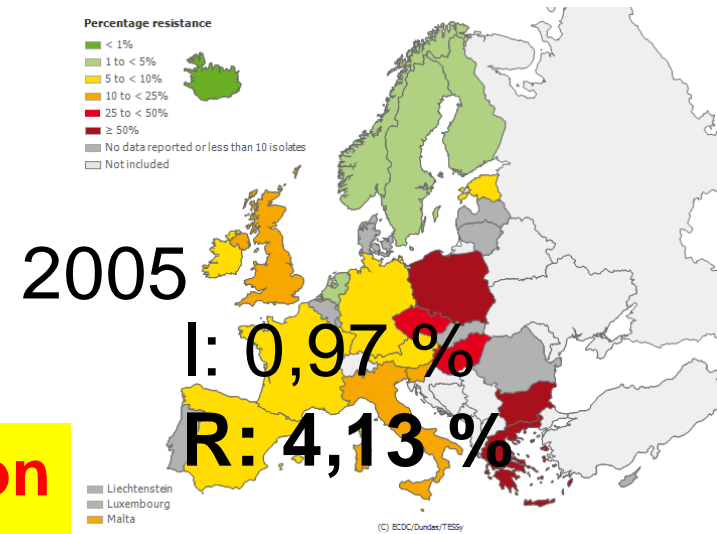 Percentage resistance
< 1%
1 to < 5%
5 to < 10%
10 to < 25%
25 to < 50%
≥ 50%
No data reported or less than 10 isolates
Not included
2005
I: 0,97 %
R: 4,13 %
on
Liechtenstein
Luxembourg
Malta
(C) ECDC/Dundas/TESSy